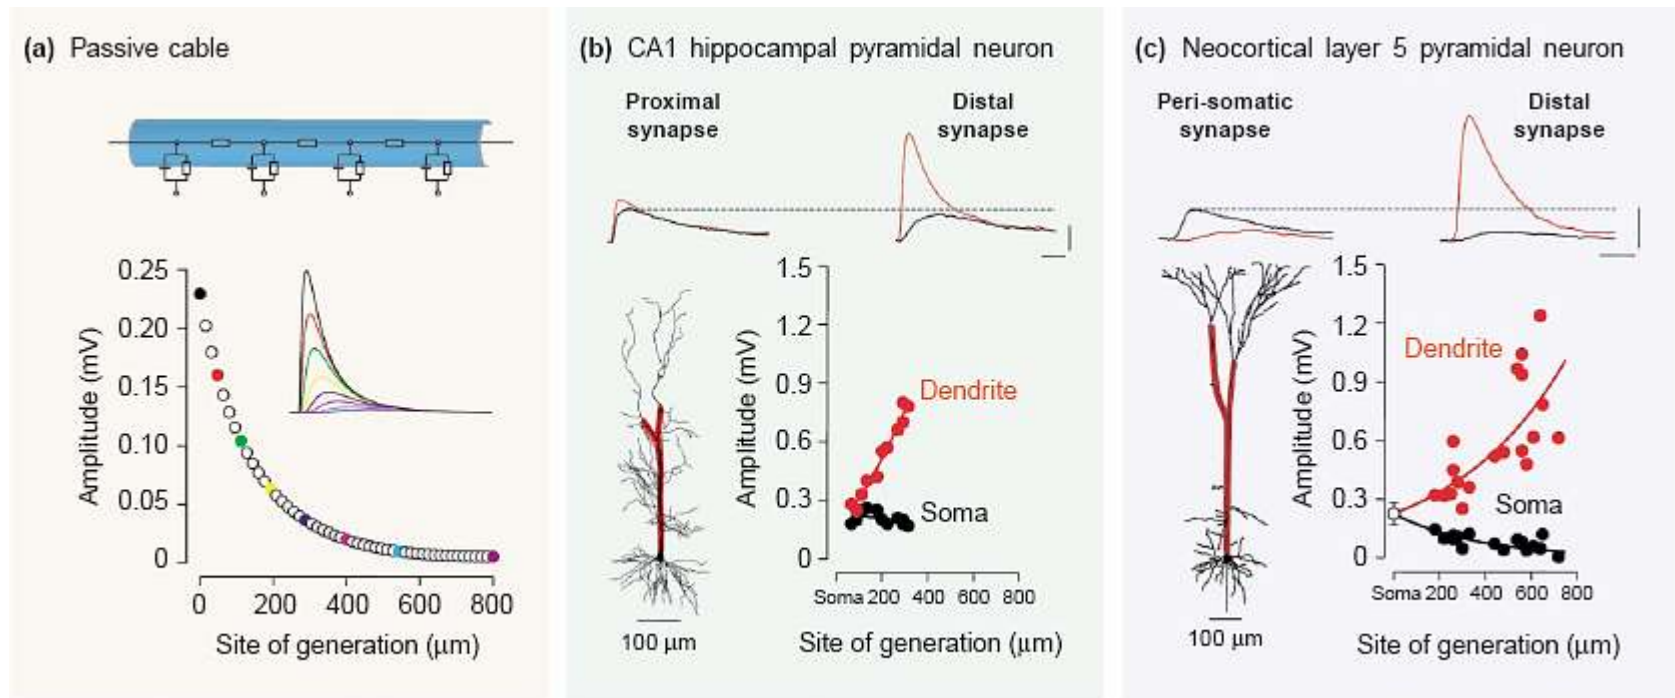 (a) Passive cable
0.25
0.20
0.15
0.10
0.05
0
Amplitude (mV)
0 200 400 600 800
Site of generation (μm)
(b) CA1 hippocampal pyramidal neuron
Proximal
synapse
Distal
synapse
100 μm
1.5
1.2
0.9
0.6
0.3
0
Amplitude (mV)
Dendrite
Soma
Soma 200 400 600 800
Site of generation (μm)
(c) Neocortical layer 5 pyramidal neuron
Peri-somatic
synapse
Distal
synapse
100 μm
1.5
1.2
0.9
0.6
0.3
0
Amplitude (mV)
Dendrite
Soma
Soma 200 400 600 800
Site of generation (μm)